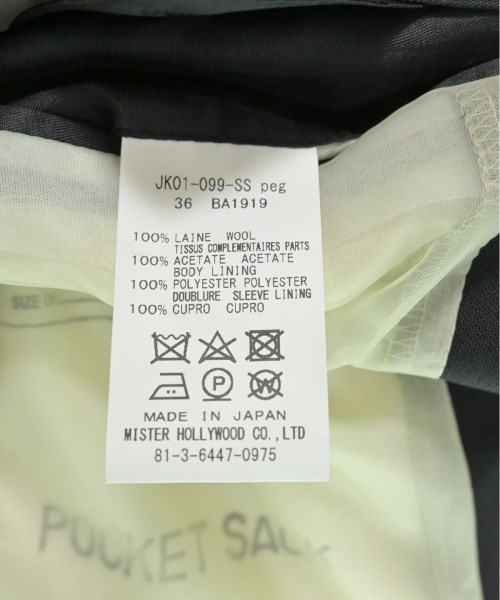 JK01-099-SS peg
36 BA1919
100% LAINE WOOL
TISSUS COMPLEMENTAIRES PARTS
100% ACETATE ACETATE
BODY LINING
100% POLYESTER POLYESTER
DOUBLURE SLEEVE LINING
100% CUPRO CUPRO
P W
MADE IN JAPAN
MISTER HOLLYWOOD CO.,LTD
81-3-6447-0975
SIZE
POCKET